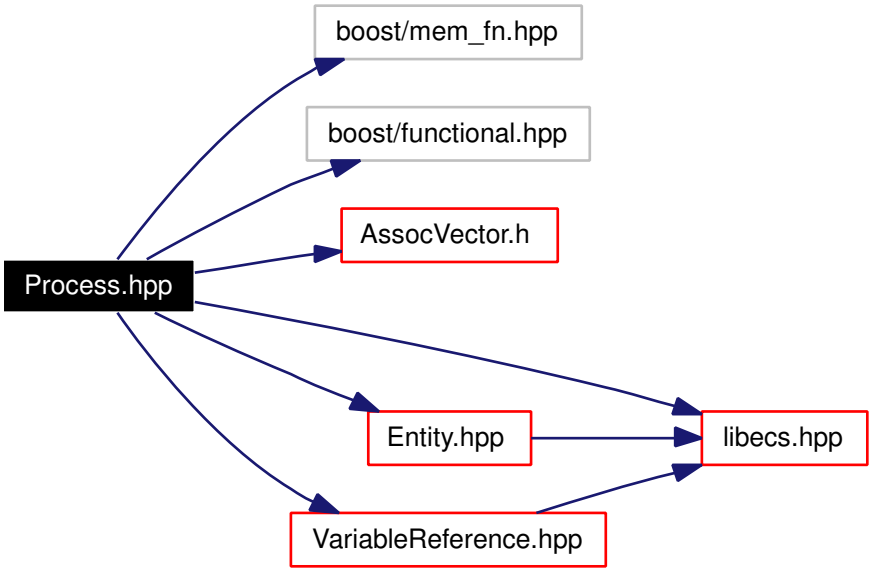 boost/mem_fn.hpp
boost/functional.hpp
AssocVector.h
Process.hpp
Entity.hpp
libecs.hpp
VariableReference.hpp